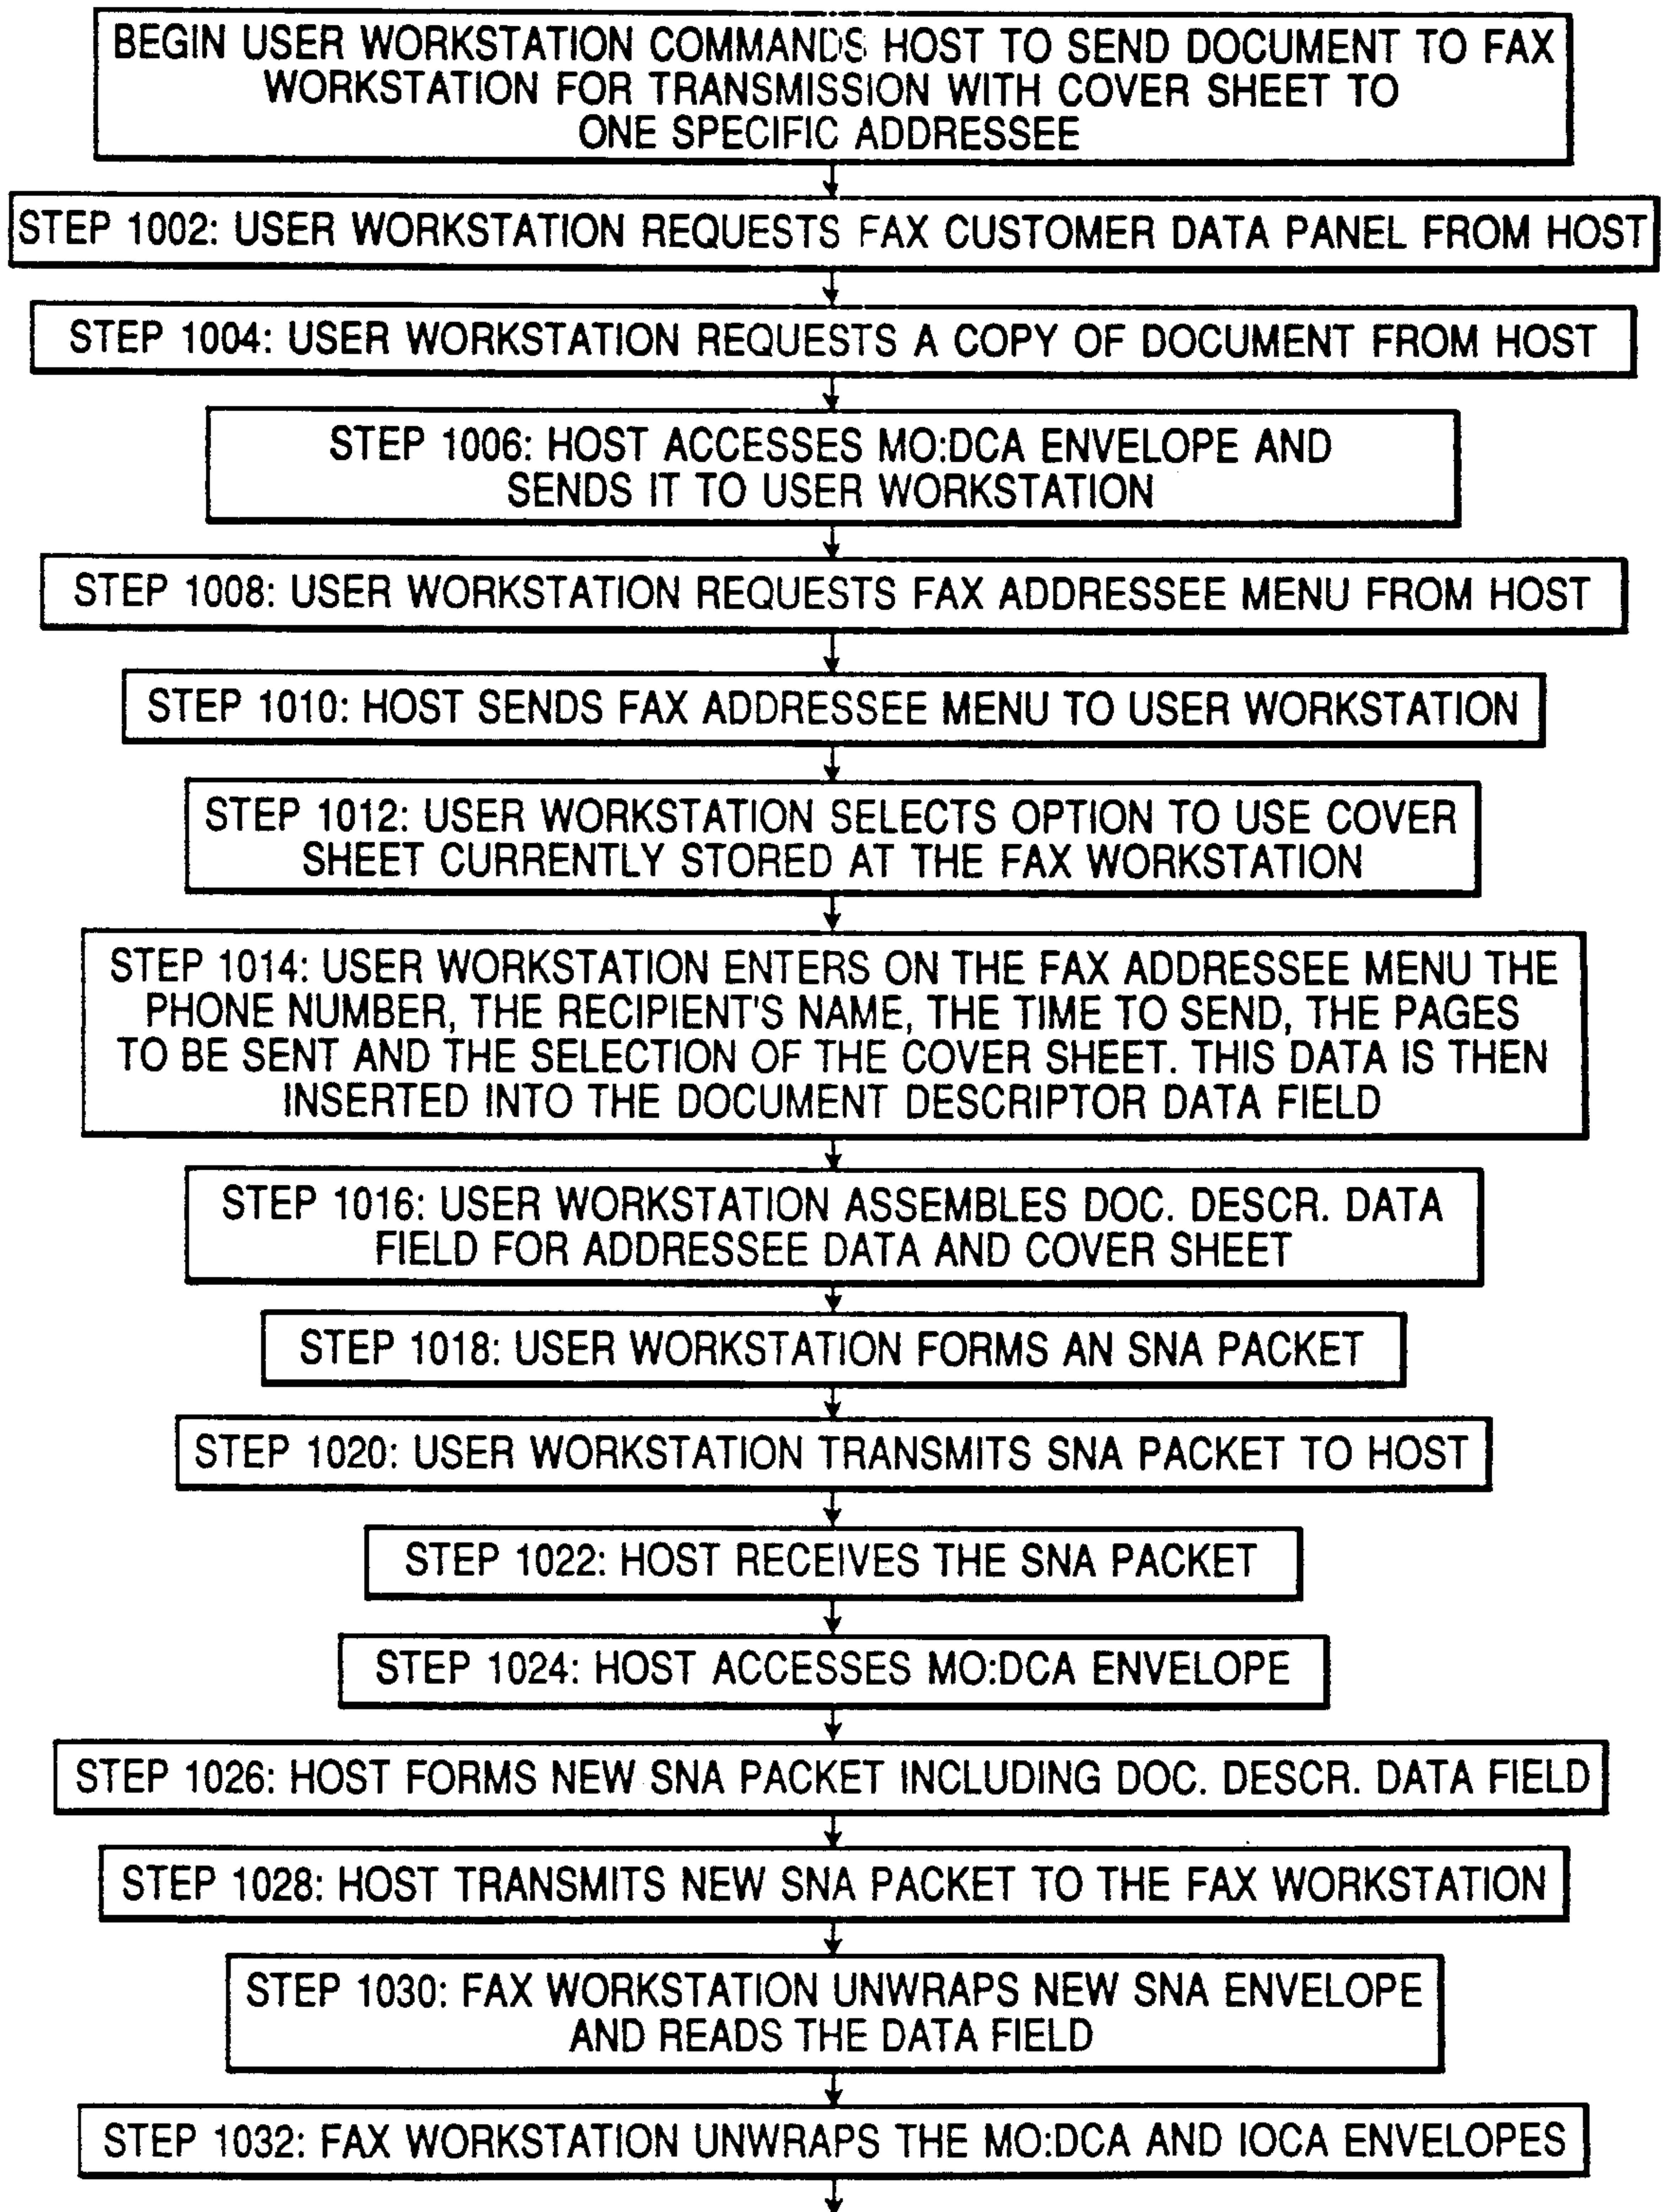 BEGIN USER WORKSTATION COMMANDS HOST TO SEND DOCUMENT TO FAX
WORKSTATION FOR TRANSMISSION WITH COVER SHEET TO
ONE SPECIFIC ADDRESSEE
STEP 1002: USER WORKSTATION REQUESTS FAX CUSTOMER DATA PANEL FROM HOST
STEP 1004: USER WORKSTATION REQUESTS A COPY OF DOCUMENT FROM HOST
STEP 1006: HOST ACCESSES MO:DCA ENVELOPE AND
SENDS IT TO USER WORKSTATION
STEP 1008: USER WORKSTATION REQUESTS FAX ADDRESSEE MENU FROM HOST
STEP 1010: HOST SENDS FAX ADDRESSEE MENU TO USER WORKSTATION
STEP 1012: USER WORKSTATION SELECTS OPTION TO USE COVER
SHEET CURRENTLY STORED AT THE FAX WORKSTATION
STEP 1014: USER WORKSTATION ENTERS ON THE FAX ADDRESSEE MENU THE
PHONE NUMBER, THE RECIPIENT'S NAME, THE TIME TO SEND, THE PAGES
TO BE SENT AND THE SELECTION OF THE COVER SHEET. THIS DATA IS THEN
INSERTED INTO THE DOCUMENT DESCRIPTOR DATA FIELD
STEP 1016: USER WORKSTATION ASSEMBLES DOC. DESCR. DATA
FIELD FOR ADDRESSEE DATA AND COVER SHEET
STEP 1018: USER WORKSTATION FORMS AN SNA PACKET
STEP 1020: USER WORKSTATION TRANSMITS SNA PACKET TO HOST
STEP 1022: HOST RECEIVES THE SNA PACKET
STEP 1024: HOST ACCESSES MO:DCA ENVELOPE
STEP 1026: HOST FORMS NEW SNA PACKET INCLUDING DOC. DESCR. DATA FIELD
STEP 1028: HOST TRANSMITS NEW SNA PACKET TO THE FAX WORKSTATION
STEP 1030: FAX WORKSTATION UNWRAPS NEW SNA ENVELOPE
AND READS THE DATA FIELD
STEP 1032: FAX WORKSTATION UNWRAPS THE MO:DCA AND IOCA ENVELOPES